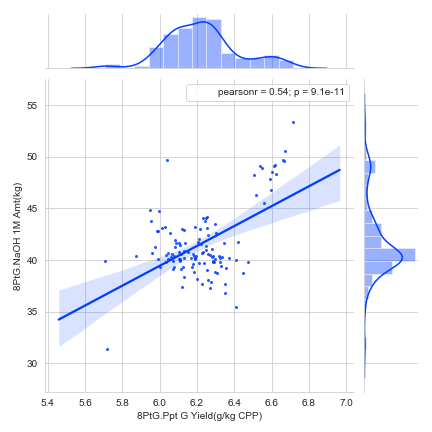 pearsonr = 0.54; p = 9.1e-11
55
50
45
40
35
30
8PtG.NaOH 1M Amt(kg)
5.4 5.6 5.8 6.0 6.2 6.4 6.6 6.8 7.0
8PtG.Ppt G Yield(g/kg CPP)